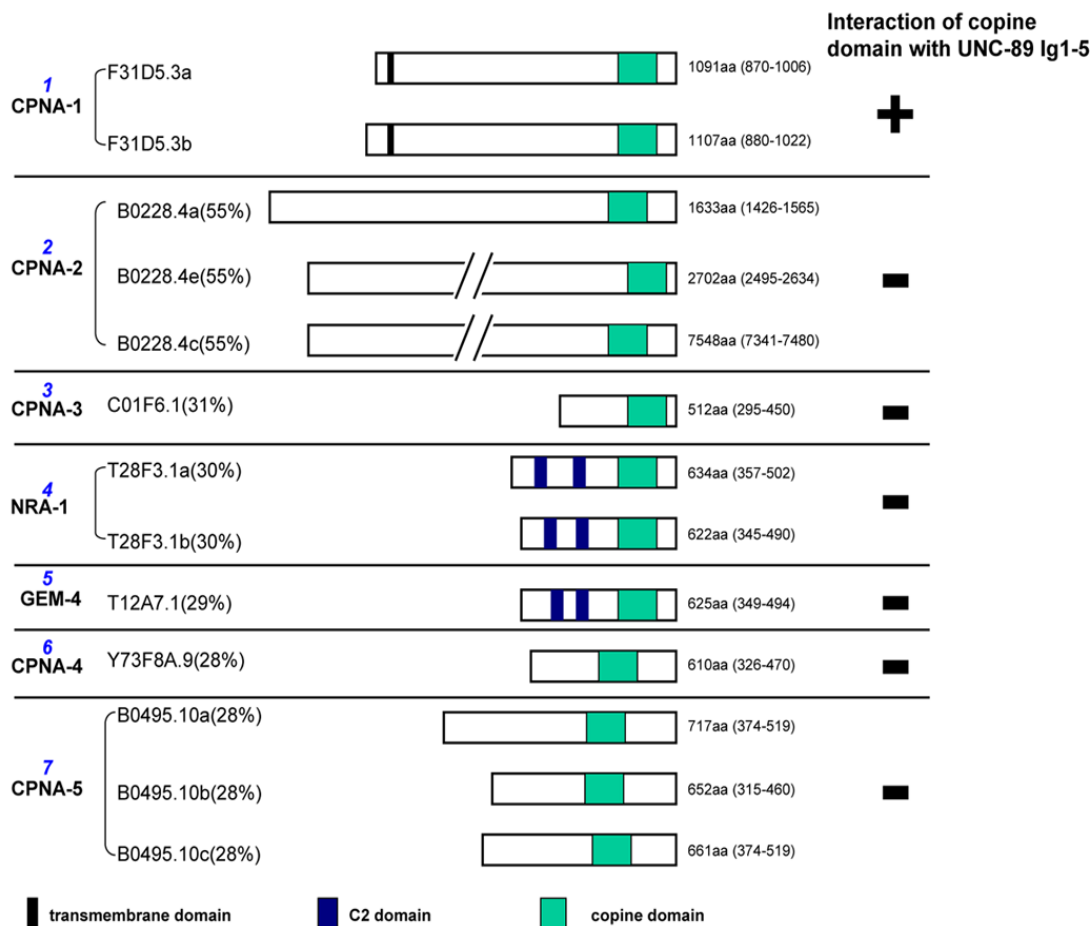 Interaction of copine
domain with UNC-89 Ig1-5
1
CPNA-1
F31D5.3a
1091aa (870-1006)
F31D5.3b
1107aa (880-1022)
2
CPNA-2
B0228.4a(55%)
1633aa (1426-1565)
B0228.4e(55%)
2702aa (2495-2634)
B0228.4c(55%)
7548aa (7341-7480)
3
CPNA-3
C01F6.1(31%)
512aa (295-450)
4
NRA-1
T28F3.1a(30%)
634aa (357-502)
T28F3.1b(30%)
622aa (345-490)
5
GEM-4
T12A7.1(29%)
625aa (349-494)
6
CPNA-4
Y73F8A.9(28%)
610aa (326-470)
7
CPNA-5
B0495.10a(28%)
717aa (374-519)
B0495.10b(28%)
652aa (315-460)
B0495.10c(28%)
661aa (374-519)
transmembrane domain
C2 domain
copine domain